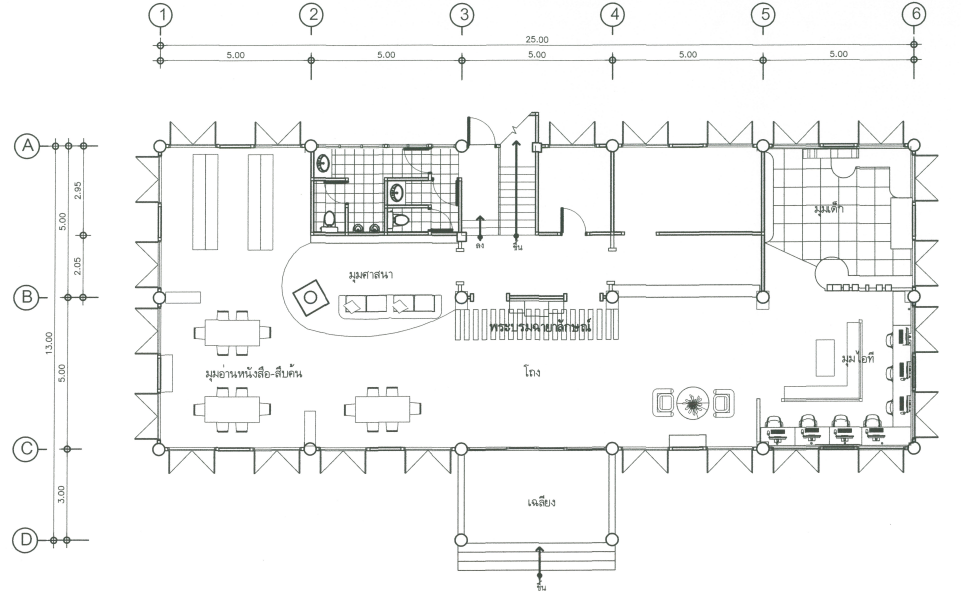 1 2 3 4 5 6
25.00
5.00 5.00 5.00 5.00 5.00
A
2.95
5.00
มุมเด็ก
ลง
ขึ้น
2.05
มุมศาสนา
B
พระบรมฉายาลักษณ์
13.00
5.00
มุมอ่านหนังสือ-สืบค้น
โถง
มุมไอที
C
3.00
เฉลียง
D
ขึ้น